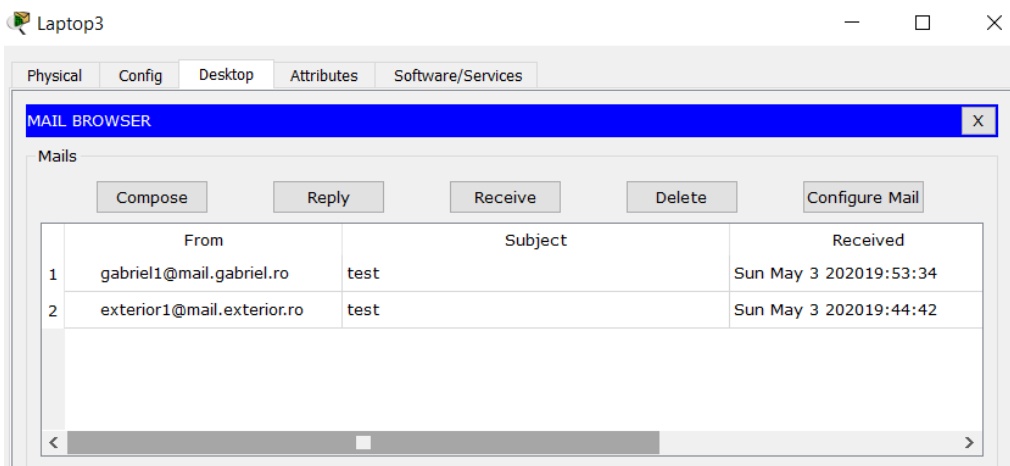 Laptop3
Physical Config Desktop Attributes Software/Services
MAIL BROWSER X
Mails
Compose Reply Receive Delete Configure Mail
From Subject Received
1 gabriel1@mail.gabriel.ro test Sun May 3 202019:53:34
2 exterior1@mail.exterior.ro test Sun May 3 202019:44:42